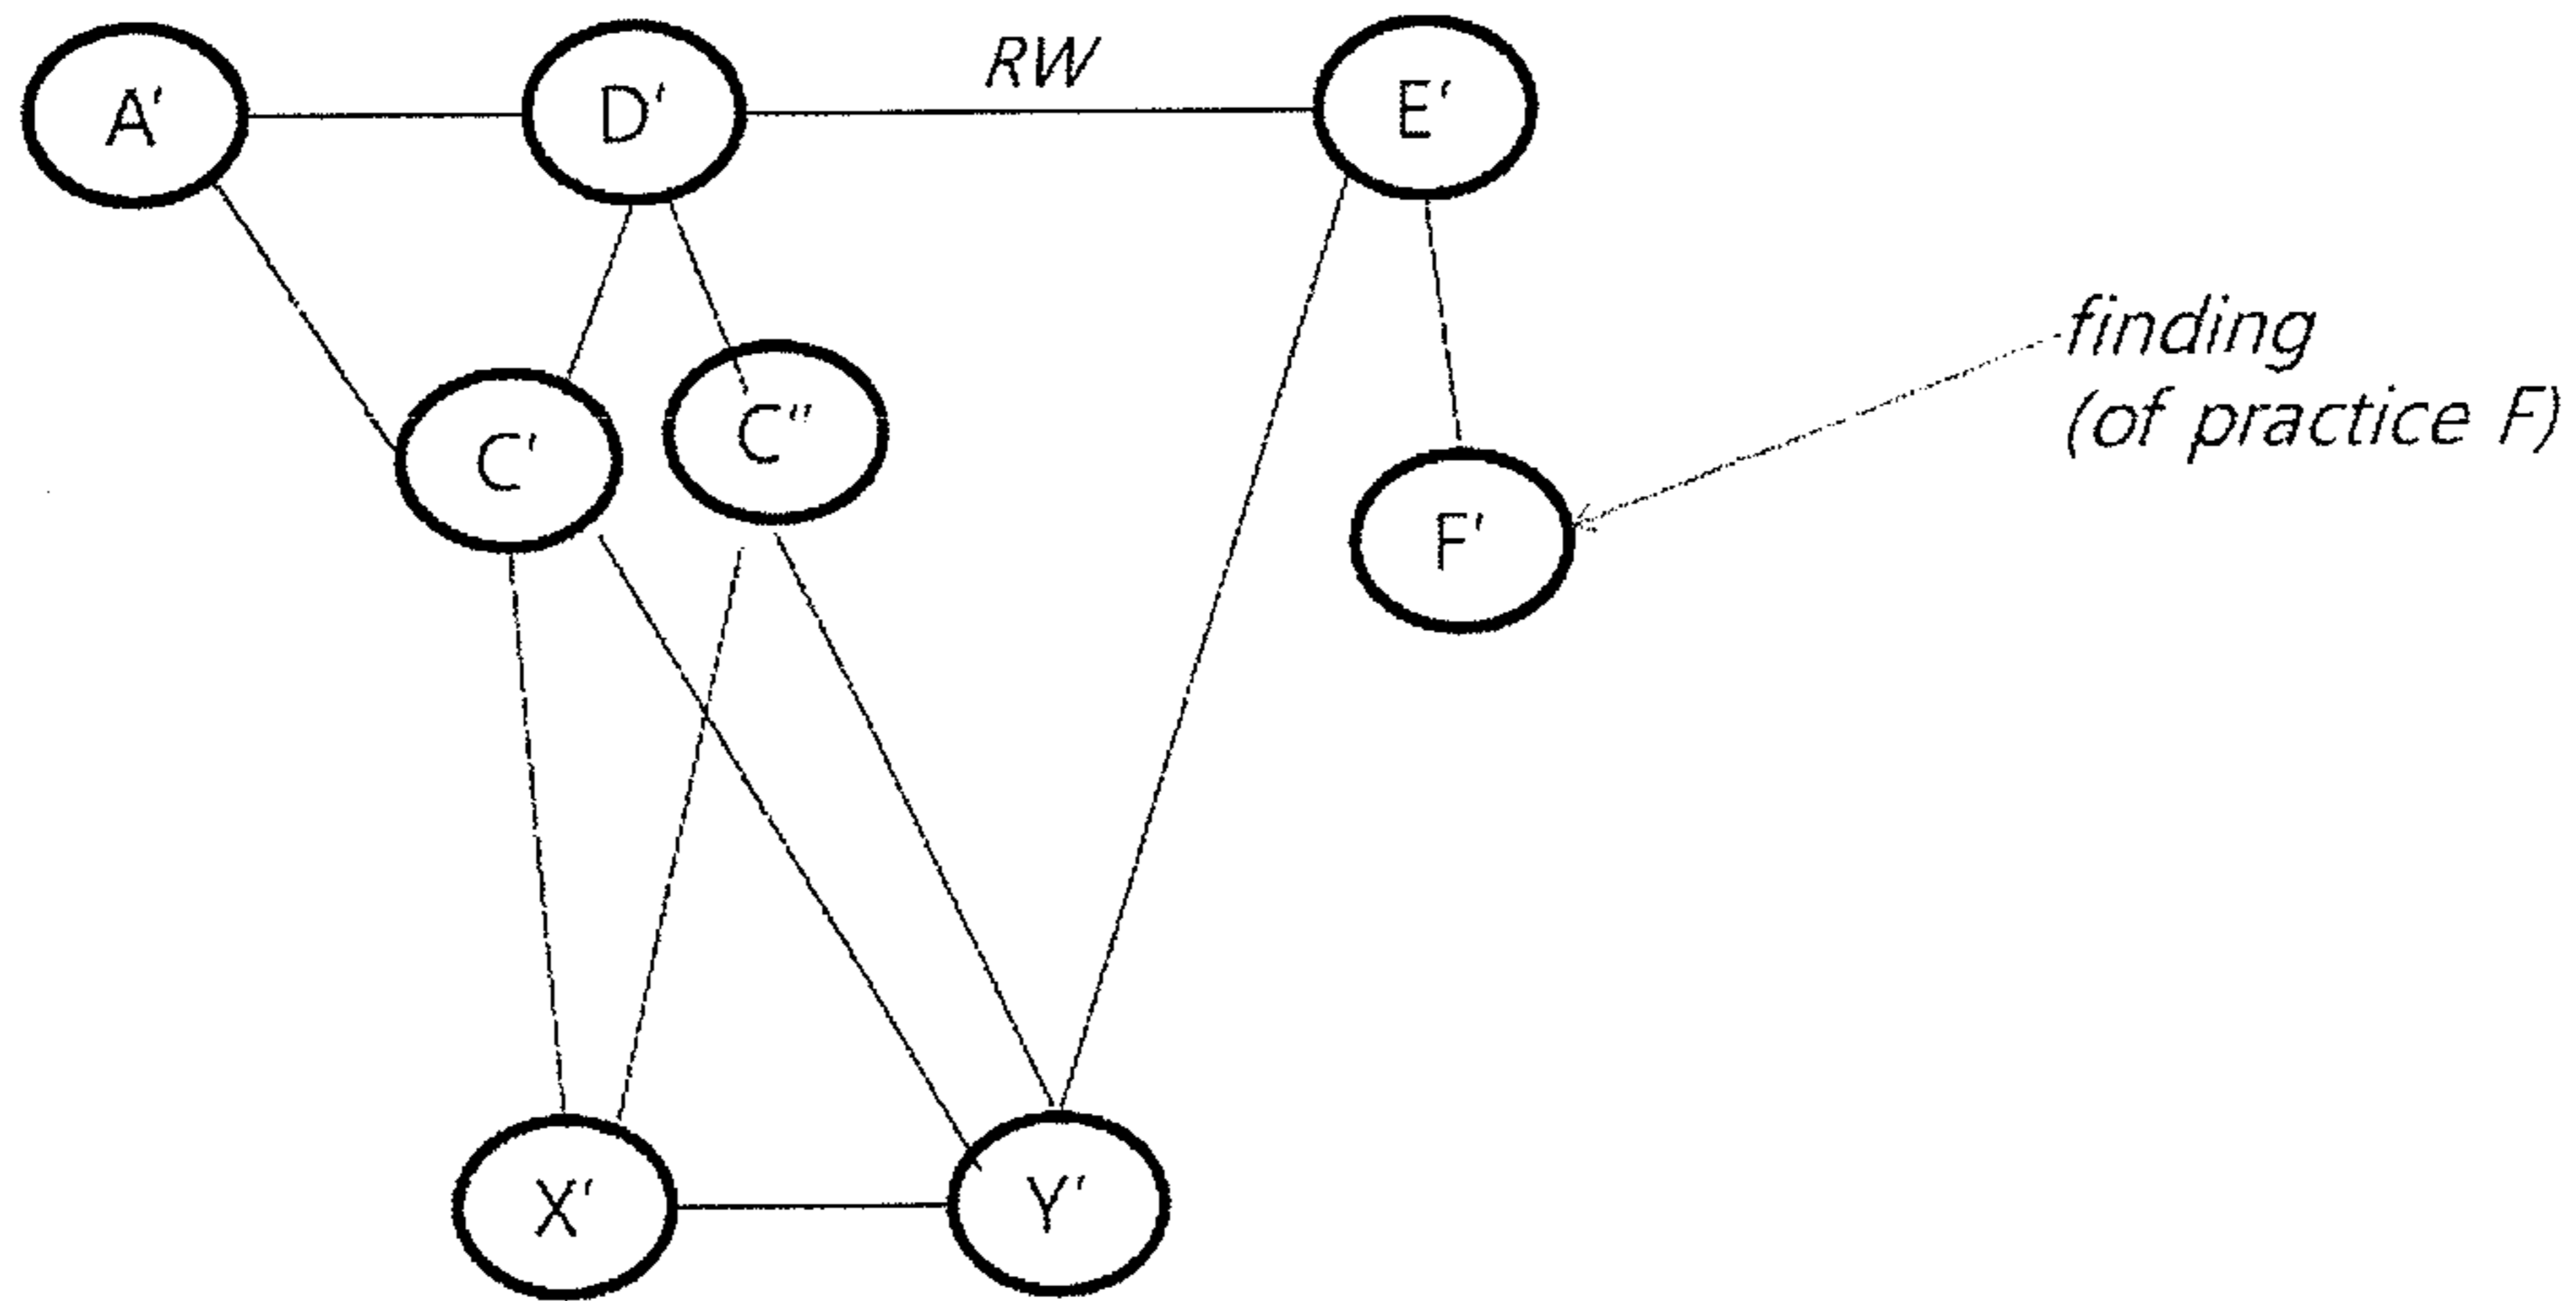 A'
D'
RW
E'
finding
(of practice F)
C'
C"
F'
X'
Y'